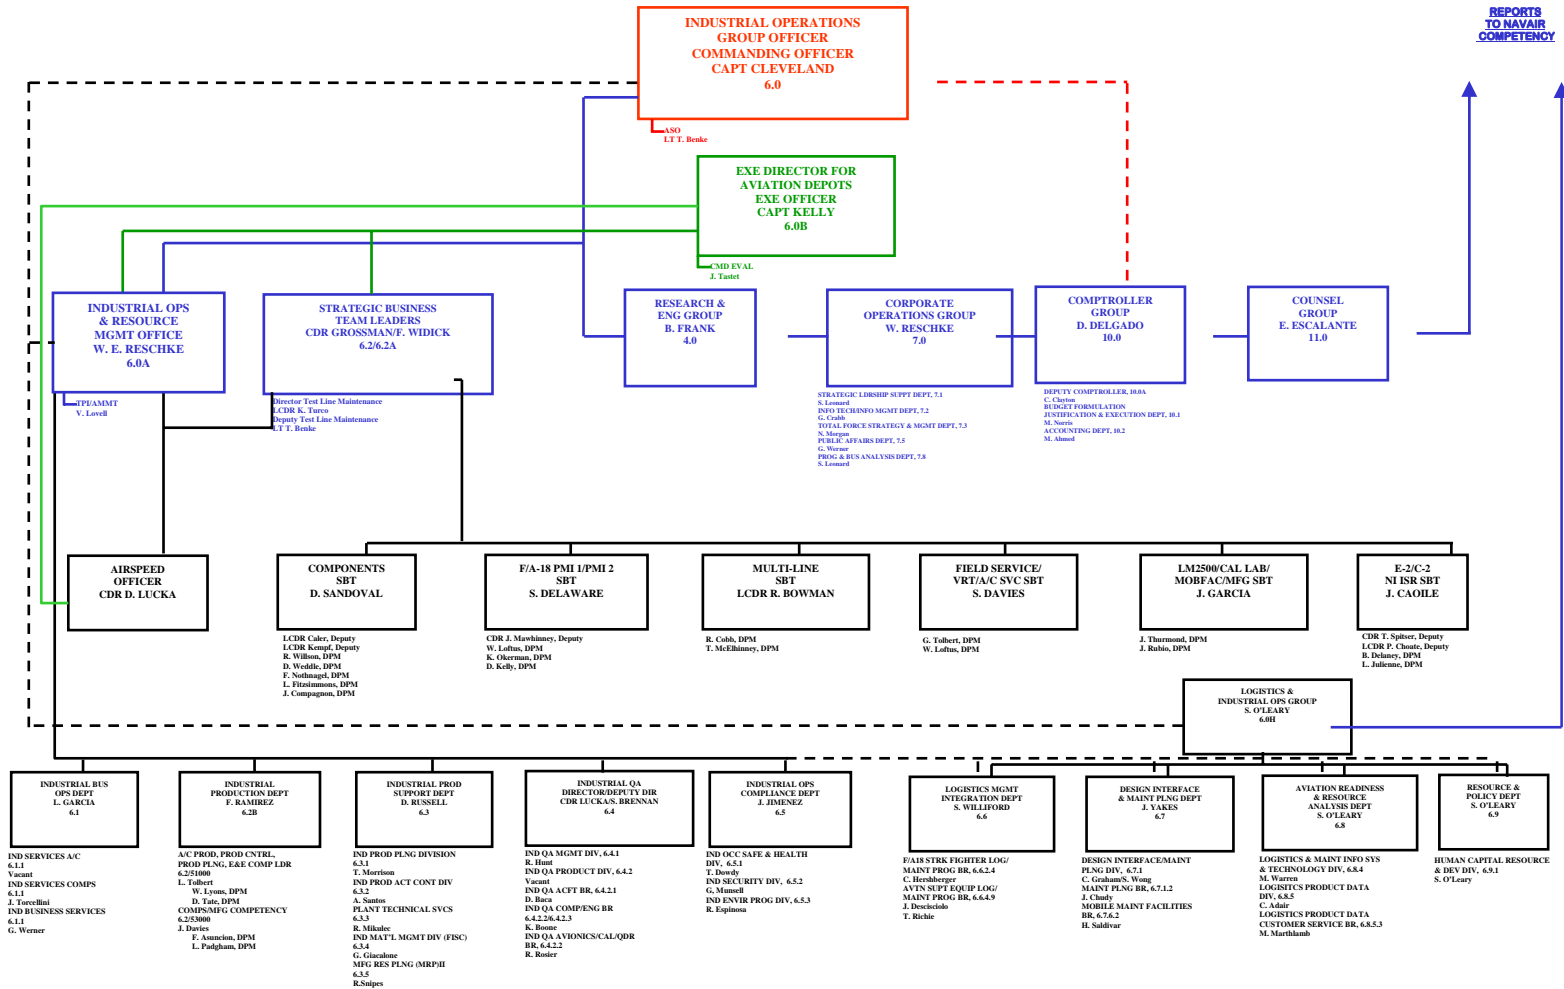 REPORTS
TO NAVAIR
COMPETENCY
INDUSTRIAL OPERATIONS
GROUP OFFICER
COMMANDING OFFICER
CAPT CLEVELAND
6.0
ASO
LT T. Benke
EXE DIRECTOR FOR
AVIATION DEPOTS
EXE OFFICER
CAPT KELLY
6.0B
CMD EVAL
J. Tastet
INDUSTRIAL OPS
& RESOURCE
MGMT OFFICE
W. E. RESCHKE
6.0A
TPI/AMMT
V. Lovell
STRATEGIC BUSINESS
TEAM LEADERS
CDR GROSSMAN/F. WIDICK
6.2/6.2A
Director Test Line Maintenance
LCDR K. Turco
Deputy Test Line Maintenance
LT T. Benke
RESEARCH &
ENG GROUP
B. FRANK
4.0
CORPORATE
OPERATIONS GROUP
W. RESCHKE
7.0
STRATEGIC LDRSHIP SUPPT DEPT, 7.1
S. Leonard
INFO TECH/INFO MGMT DEPT, 7.2
G. Crabb
TOTAL FORCE STRATEGY & MGMT DEPT, 7.3
N. Morgan
PUBLIC AFFAIRS DEPT, 7.5
G. Werner
PROG & BUS ANALYSIS DEPT, 7.8
S. Leonard
COMPTROLLER
GROUP
D. DELGADO
10.0
DEPUTY COMPTROLLER, 10.0A
C. Clayton
BUDGET FORMULATION
JUSTIFICATION & EXECUTION DEPT, 10.1
M. Norris
ACCOUNTING DEPT, 10.2
M. Ahmed
COUNSEL
GROUP
E. ESCALANTE
11.0
AIRSPEED
OFFICER
CDR D. LUCKA
COMPONENTS
SBT
D. SANDOVAL
LCDR Caler, Deputy
LCDR Kempf, Deputy
R. Willson, DPM
D. Weddle, DPM
F. Nothnagel, DPM
L. Fitzsimmons, DPM
J. Compagnon, DPM
F/A-18 PMI 1/PMI 2
SBT
S. DELAWARE
CDR J. Mawhinney, Deputy
W. Loftus, DPM
K. Okerman, DPM
D. Kelly, DPM
MULTI-LINE
SBT
LCDR R. BOWMAN
R. Cobb, DPM
T. McElhinney, DPM
FIELD SERVICE/
VRT/A/C SVC SBT
S. DAVIES
G. Tolbert, DPM
W. Loftus, DPM
LM2500/CAL LAB/
MOBFAC/MFG SBT
J. GARCIA
J. Thurmond, DPM
J. Rubio, DPM
E-2/C-2
NI ISR SBT
J. CAOILE
CDR T. Spitser, Deputy
LCDR P. Choate, Deputy
B. Delaney, DPM
L. Julienne, DPM
LOGISTICS &
INDUSTRIAL OPS GROUP
S. O'LEARY
6.0H
INDUSTRIAL BUS
OPS DEPT
L. GARCIA
6.1
IND SERVICES A/C
6.1.1
Vacant
IND SERVICES COMPS
6.1.1
J. Torcellini
IND BUSINESS SERVICES
6.1.1
G. Werner
INDUSTRIAL
PRODUCTION DEPT
F. RAMIREZ
6.2B
A/C PROD, PROD CNTRL,
PROD PLNG, E&E COMP LDR
6.2/51000
L. Tolbert
W. Lyons, DPM
D. Tate, DPM
COMPS/MFG COMPETENCY
6.2/53000
J. Davies
F. Asuncion, DPM
L. Padgham, DPM
INDUSTRIAL PROD
SUPPORT DEPT
D. RUSSELL
6.3
IND PROD PLNG DIVISION
6.3.1
T. Morrison
IND PROD ACT CONT DIV
6.3.2
A. Santos
PLANT TECHNICAL SVCS
6.3.3
R. Mikulec
IND MAT'L MGMT DIV (FISC)
6.3.4
G. Giacalone
MFG RES PLNG (MRP)II
6.3.5
R.Snipes
INDUSTRIAL QA
DIRECTOR/DEPUTY DIR
CDR LUCKA/S. BRENNAN
6.4
IND QA MGMT DIV, 6.4.1
R. Hunt
IND QA PRODUCT DIV, 6.4.2
Vacant
IND QA ACFT BR, 6.4.2.1
D. Baca
IND QA COMP/ENG BR
6.4.2.2/6.4.2.3
K. Boone
IND QA AVIONICS/CAL/QDR
BR, 6.4.2.2
R. Rosier
INDUSTRIAL OPS
COMPLIANCE DEPT
J. JIMENEZ
6.5
IND OCC SAFE & HEALTH
DIV, 6.5.1
T. Dowdy
IND SECURITY DIV, 6.5.2
G, Munsell
IND ENVIR PROG DIV, 6.5.3
R. Espinosa
LOGISTICS MGMT
INTEGRATION DEPT
S. WILLIFORD
6.6
F/A18 STRK FIGHTER LOG/
MAINT PROG BR, 6.6.2.4
C. Hershberger
AVTN SUPT EQUIP LOG/
MAINT PROG BR, 6.6.4.9
J. Descisciolo
T. Richie
DESIGN INTERFACE
& MAINT PLNG DEPT
J. YAKES
6.7
DESIGN INTERFACE/MAINT
PLNG DIV, 6.7.1
C. Graham/S. Wong
MAINT PLNG BR, 6.7.1.2
J. Chudy
MOBILE MAINT FACILITIES
BR, 6.7.6.2
H. Saldivar
AVIATION READINESS
& RESOURCE
ANALYSIS DEPT
S. O'LEARY
6.8
LOGISTICS & MAINT INFO SYS
& TECHNOLOGY DIV, 6.8.4
M. Warren
LOGISITCS PRODUCT DATA
DIV, 6.8.5
C. Adair
LOGISTICS PRODUCT DATA
CUSTOMER SERVICE BR, 6.8.5.3
M. Marthlamb
RESOURCE &
POLICY DEPT
S. O'LEARY
6.9
HUMAN CAPITAL RESOURCE
& DEV DIV, 6.9.1
S. O'Leary